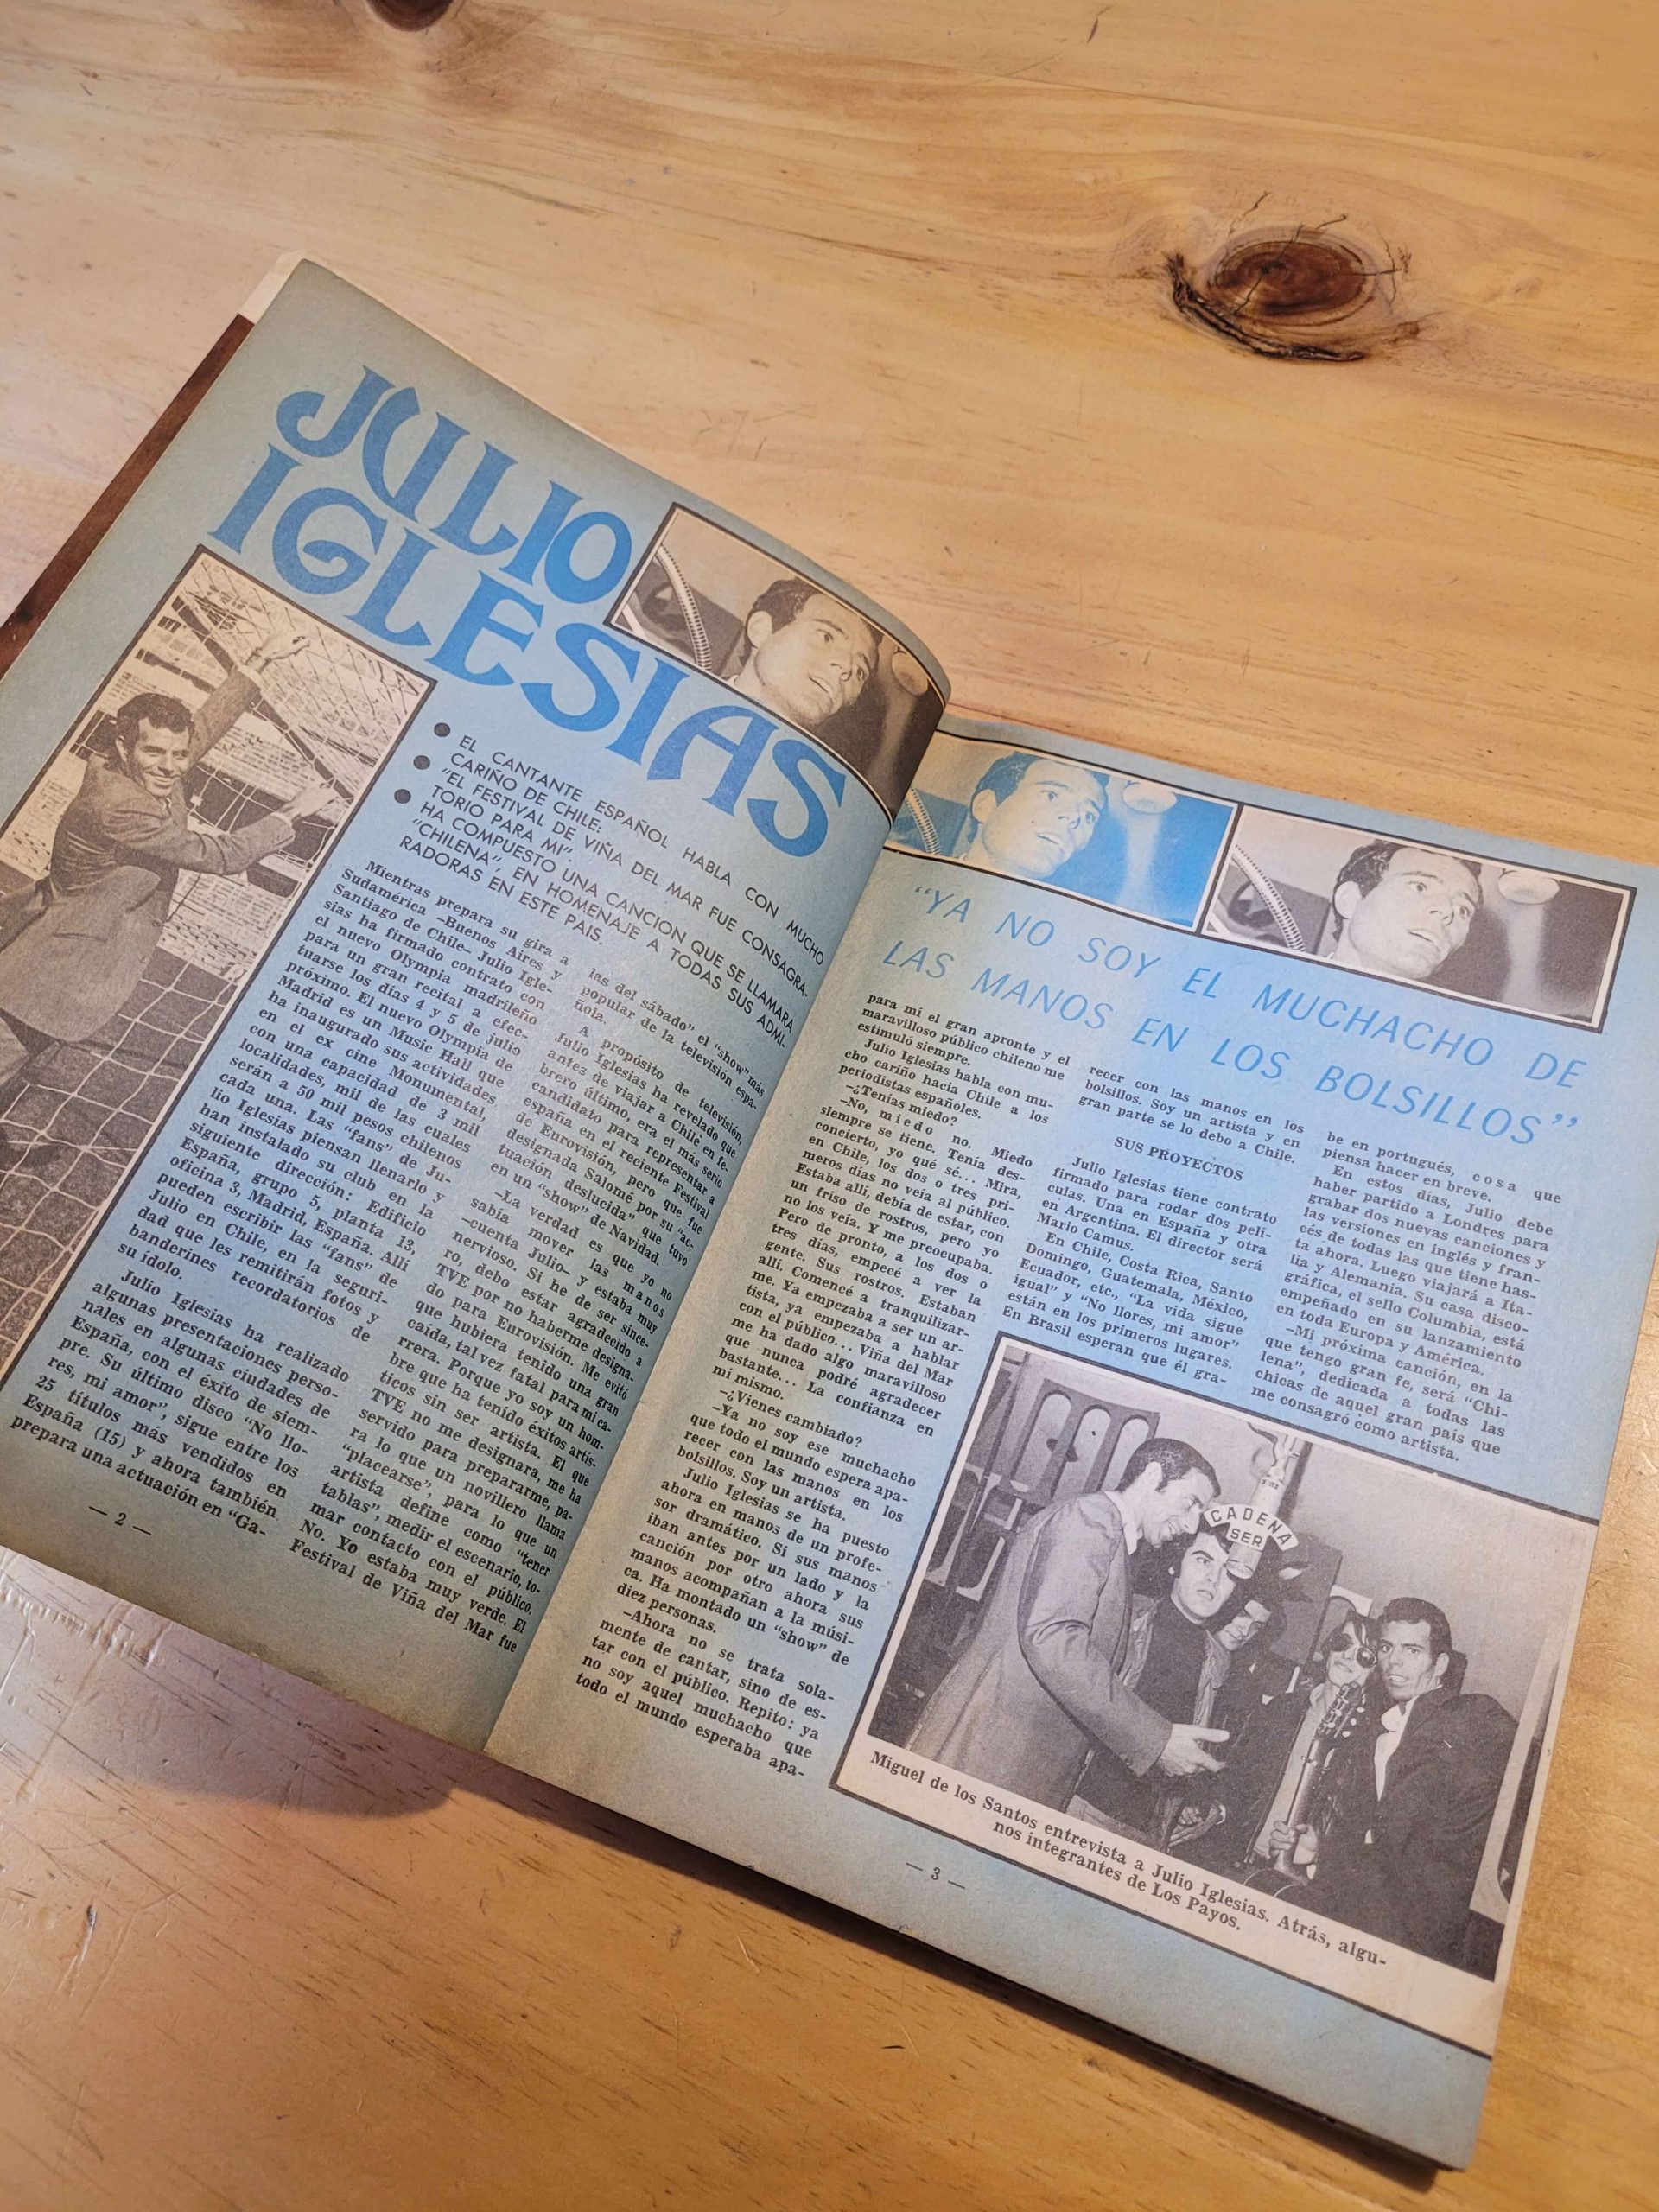 JULIO
IGLESIAS
● EL CANTANTE ESPAÑOL HABLA CON MUCHO
CARIÑO DE CHILE:
● "EL FESTIVAL DE VIÑA DEL MAR FUE CONSAGRA-
TORIO PARA MI".
● HA COMPUESTO UNA CANCION QUE SE LLAMARA
"CHILENA", EN HOMENAJE A TODAS SUS ADMI-
RADORAS EN ESTE PAIS.
Mientras prepara su gira a
Sudamérica —Buenos Aires y
Santiago de Chile— Julio Igle-
sias ha firmado contrato con
el nuevo Olympia madrileño
para un gran recital a efec-
tuarse los días 4 y 5 de julio
próximo. El nuevo Olympia de
Madrid es un Music Hall que
ha inaugurado sus actividades
en el ex cine Monumental,
con una capacidad de 3 mil
localidades, mil de las cuales
serán a 50 mil pesos chilenos
cada una. Las "fans" de Ju-
lio Iglesias piensan llenarlo y
han instalado su club en la
siguiente dirección: Edificio
España, grupo 5, planta 13,
oficina 3, Madrid, España. Allí
pueden escribir las "fans" de
Julio en Chile, en la seguri-
dad que les remitirán fotos y
banderines recordatorios de
su ídolo.
Julio Iglesias ha realizado
algunas presentaciones perso-
nales en algunas ciudades de
España, con el éxito de siem-
pre. Su último disco "No llo-
res, mi amor", sigue entre los
25 títulos más vendidos en
España (15) y ahora también
prepara una actuación en "Ga-
las del sábado" el "show" más
popular de la televisión espa-
ñola.
A propósito de televisión,
Julio Iglesias ha revelado que
antes de viajar a Chile, en fe-
brero último, era el más serio
candidato para representar a
españa en el reciente Festival
de Eurovisión, pero que fue
designada Salomé por su "ac-
tuación deslucida" que tuvo
en un "show" de Navidad.
—La verdad es que yo no
sabía mover las manos
—cuenta Julio— y estaba muy
nervioso. Si he de ser since-
ro, debo estar agradecido a
TVE por no haberme designa-
do para Eurovisión. Me evitó
que hubiera tenido una gran
caída, tal vez fatal para mi ca-
rrera. Porque yo soy un hom-
bre que ha tenido éxitos artís-
ticos sin ser artista. El que
TVE no me designara, me ha
servido para prepararme, pa-
ra lo que un novillero llama
"placearse", para lo que un
artista define como "tener
tablas", medir el escenario, to-
mar contacto con el público.
No. Yo estaba muy verde. El
Festival de Viña del Mar fue
— 2 —
"YA NO SOY EL MUCHACHO DE
LAS MANOS EN LOS BOLSILLOS"
para mí el gran apronte y el
maravilloso público chileno me
estimuló siempre.
Julio Iglesias habla con mu-
cho cariño hacia Chile a los
periodistas españoles.
—¿Tenías miedo?
—No, miedo no. Miedo
siempre se tiene. Tenía des-
concierto, yo qué sé... Mira,
en Chile, los dos o tres pri-
meros días no veía al público.
Estaba allí, debía de estar, con
un friso de rostros, pero yo
no los veía. Y me preocupaba.
Pero de pronto, a los dos o
tres días, empecé a ver la
gente. Sus rostros. Estaban
allí. Comencé a tranquilizar-
me. Ya empezaba a ser un ar-
tista, ya empezaba a hablar
con el público... Viña del Mar
me ha dado algo maravilloso
que nunca podré agradecer
bastante... La confianza en
mí mismo.
—¿Vienes cambiado?
—Ya no soy ese muchacho
que todo el mundo espera apa-
recer con las manos en los
bolsillos. Soy un artista.
Julio Iglesias se ha puesto
ahora en manos de un profe-
sor dramático. Si sus manos
iban antes por un lado y la
canción por otro ahora sus
manos acompañan a la músi-
ca. Ha montado un "show" de
diez personas.
—Ahora no se trata sola-
mente de cantar, sino de es-
tar con el público. Repito: ya
no soy aquel muchacho que
todo el mundo esperaba apa-
recer con las manos en los
bolsillos. Soy un artista y en
gran parte se lo debo a Chile.
SUS PROYECTOS
Julio Iglesias tiene contrato
firmado para rodar dos pelí-
culas. Una en España y otra
en Argentina. El director será
Mario Camus.
En Chile, Costa Rica, Santo
Domingo, Guatemala, México,
Ecuador, etc., "La vida sigue
igual" y "No llores, mi amor"
están en los primeros lugares.
En Brasil esperan que él gra-
be en portugués, cosa que
piensa hacer en breve.
En estos días, Julio debe
haber partido a Londres para
grabar dos nuevas canciones y
las versiones en inglés y fran-
cés de todas las que tiene has-
ta ahora. Luego viajará a Ita-
lia y Alemania. Su casa disco-
gráfica, el sello Columbia, está
empeñado en su lanzamiento
en toda Europa y América.
—Mi próxima canción, en la
que tengo gran fe, será "Chi-
lena", dedicada a todas las
chicas de aquel gran país que
me consagró como artista.
CADENA
SER
Miguel de los Santos entrevista a Julio Iglesias. Atrás, algu-
nos integrantes de Los Payos.
— 3 —